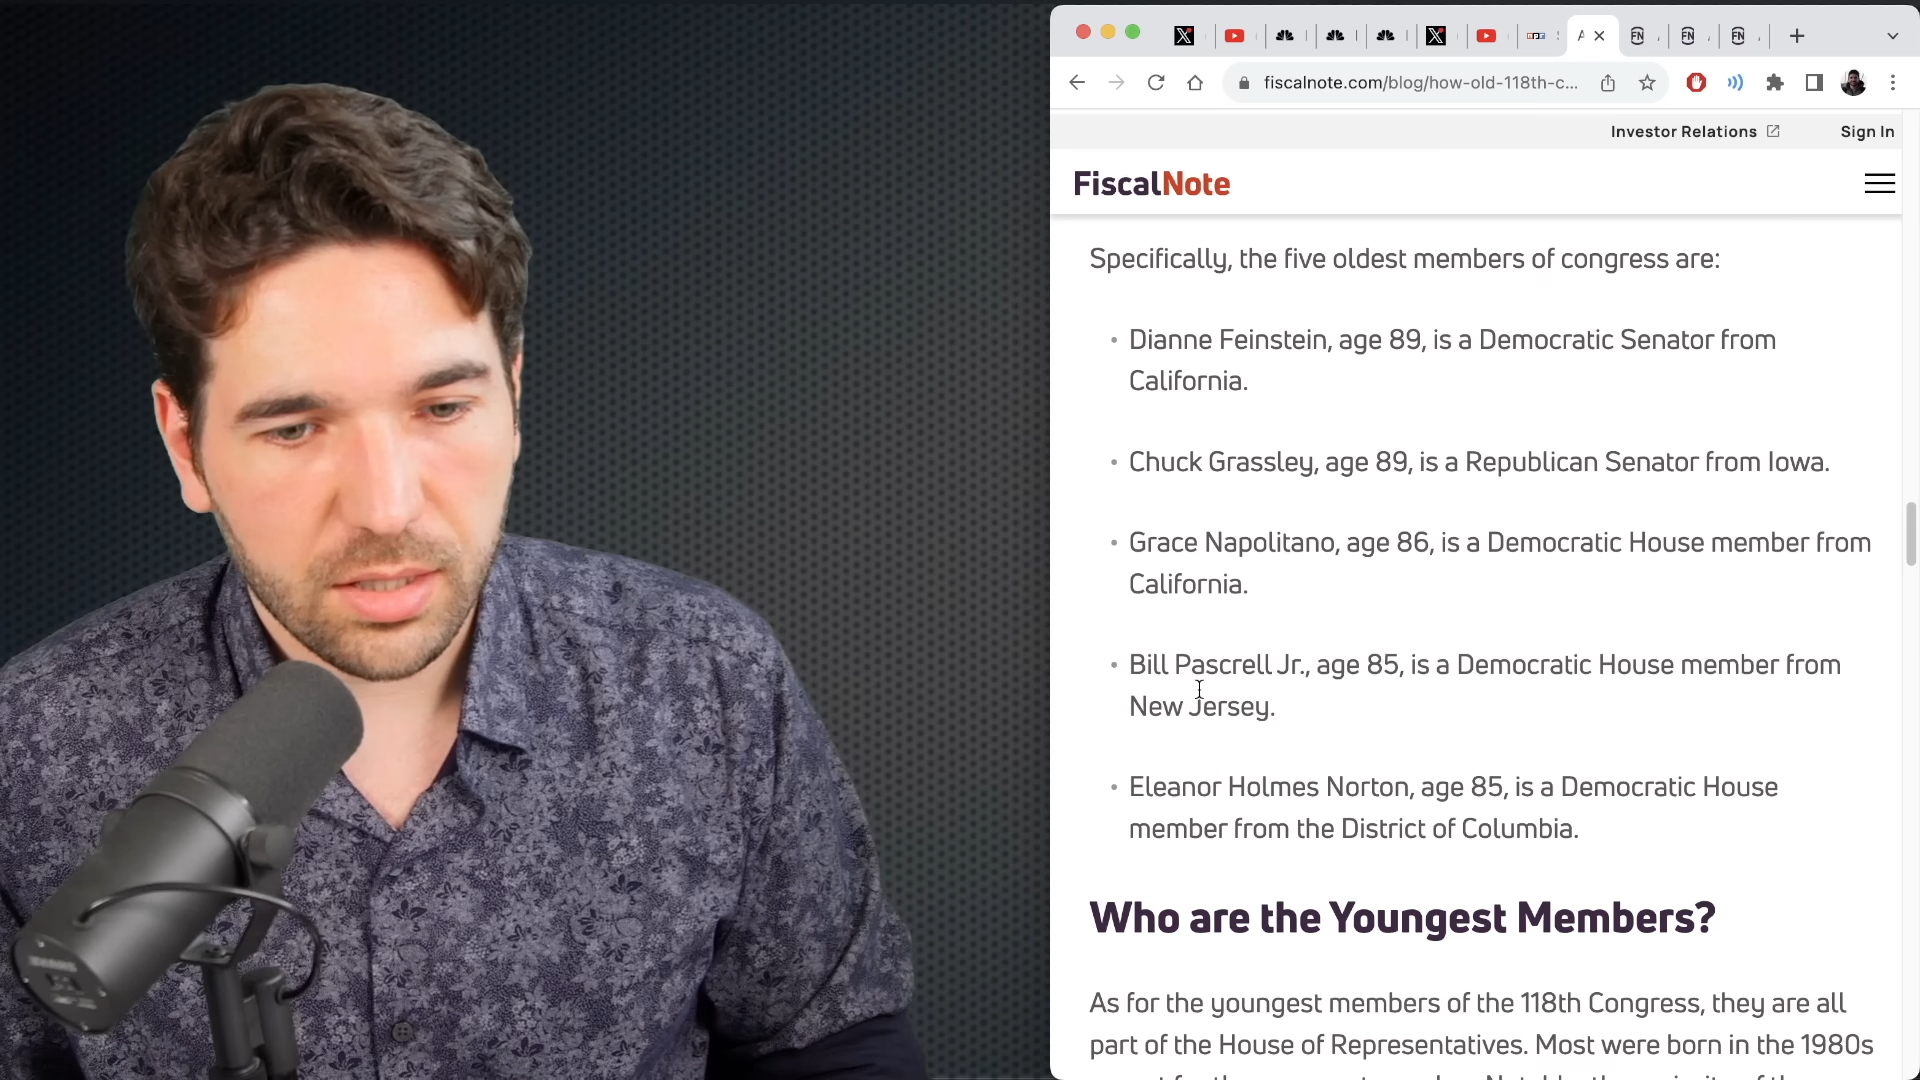 fiscalnote.com/blog/how-old-118th-c...
Investor Relations
Sign In
FiscalNote
Specifically, the five oldest members of congress are:
• Dianne Feinstein, age 89, is a Democratic Senator from
California.
• Chuck Grassley, age 89, is a Republican Senator from Iowa.
• Grace Napolitano, age 86, is a Democratic House member from
California.
• Bill Pascrell Jr., age 85, is a Democratic House member from
New Jersey.
• Eleanor Holmes Norton, age 85, is a Democratic House
member from the District of Columbia.
Who are the Youngest Members?
As for the youngest members of the 118th Congress, they are all
part of the House of Representatives. Most were born in the 1980s